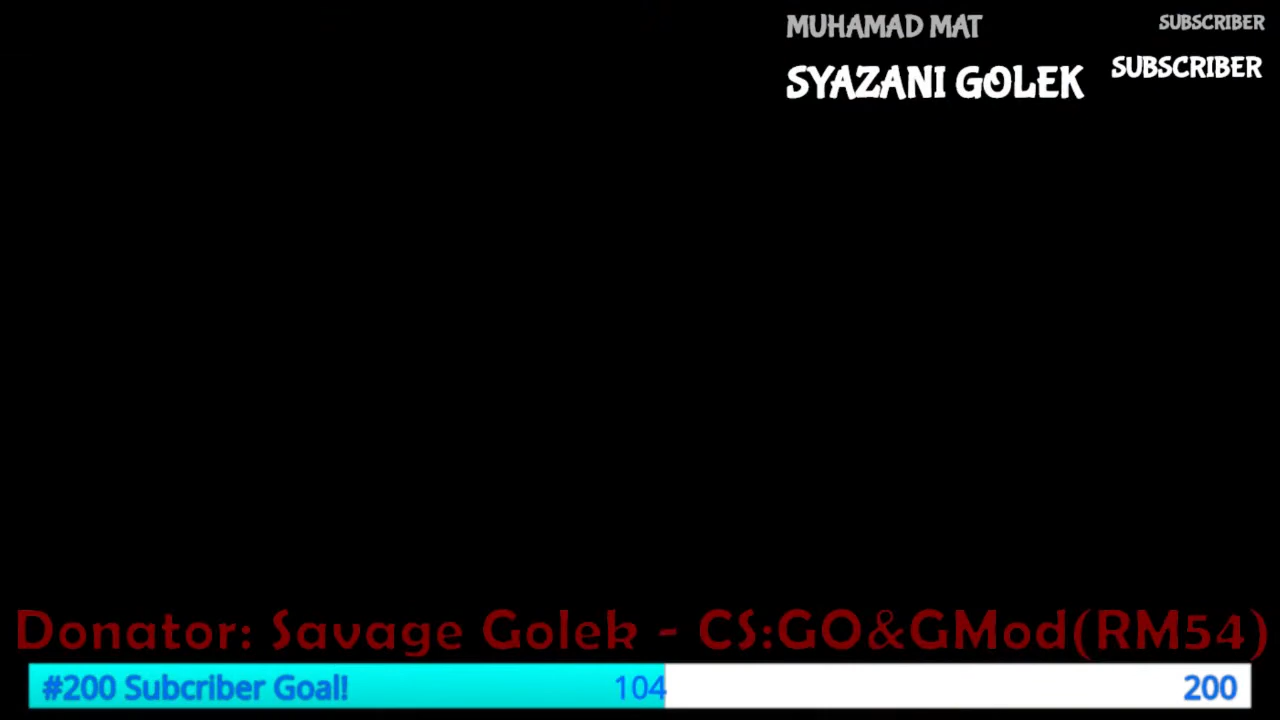 MUHAMAD MAT SUBSCRIBER
SYAZANI GOLEK SUBSCRIBER
Donator: Savage Golek - CS:GO&GMod(RM54)
#200 Subcriber Goal! 104 200